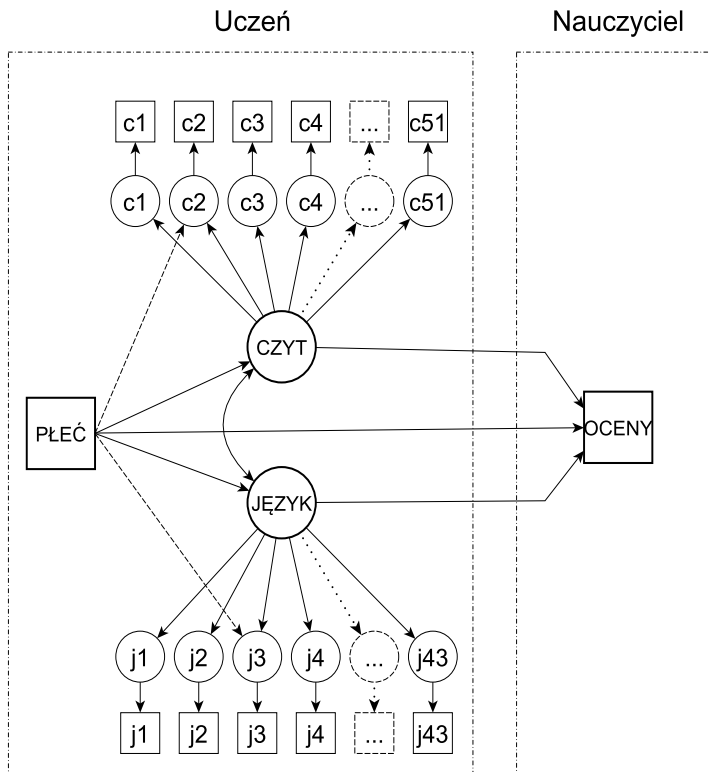 Uczeń
Nauczyciel
c1 c2 c3 c4 ... c51
c1 c2 c3 c4 ... c51
CZYT
PŁEĆ
OCENY
JĘZYK
j1 j2 j3 j4 ... j43
j1 j2 j3 j4 ... j43